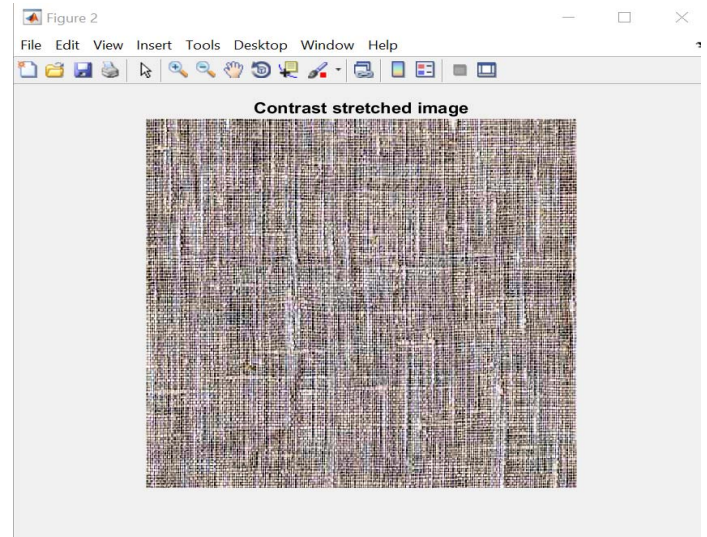 Figure 2
File Edit View Insert Tools Desktop Window Help
Contrast stretched image